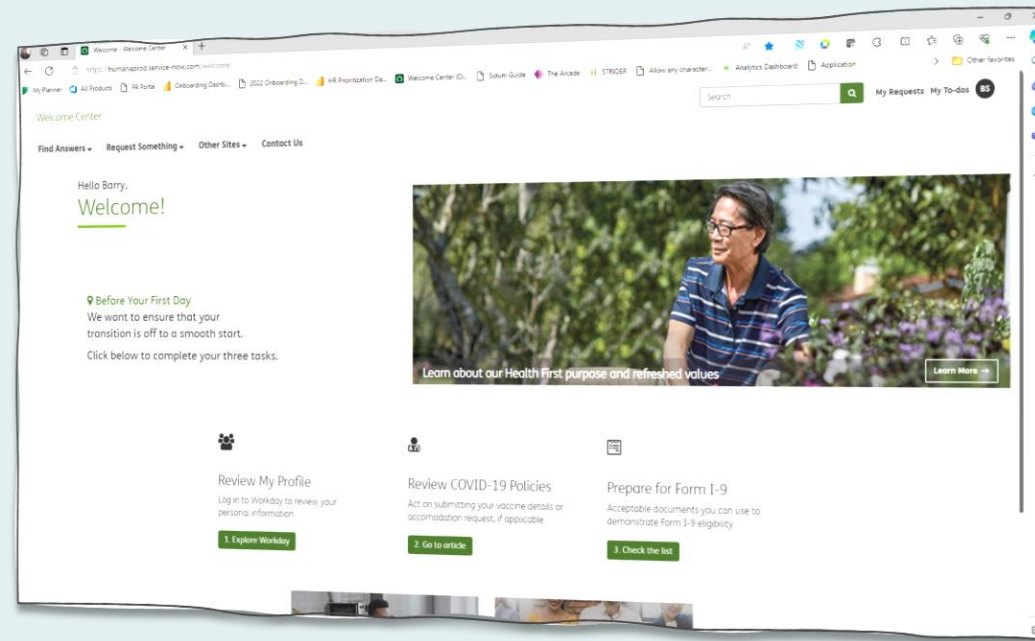 Welcome - Welcome Center
https://humanaprod.service-now.com/welcome
My Planner All Products PA Portal Onboarding Dashb... 2022 Onboarding D... HR Prioritization Da... Welcome Center (Q... Scrum Guide The Arcade STRIDER Allow any character... Analytics Dashboard Application Other favorites
Search My Requests My To-dos BS
Welcome Center
Find Answers Request Something Other Sites Contact Us
Hello Barry,
Welcome!
Before Your First Day
We want to ensure that your
transition is off to a smooth start.
Click below to complete your three tasks.
Learn about our Health First purpose and refreshed values
Learn More →
Review My Profile
Log in to Workday to review your
personal information
1. Explore Workday
Review COVID-19 Policies
Act on submitting your vaccine details or
accomodation request, if applicable
2. Go to article
Prepare for Form I-9
Acceptable documents you can use to
demonstrate Form I-9 eligibility
3. Check the list